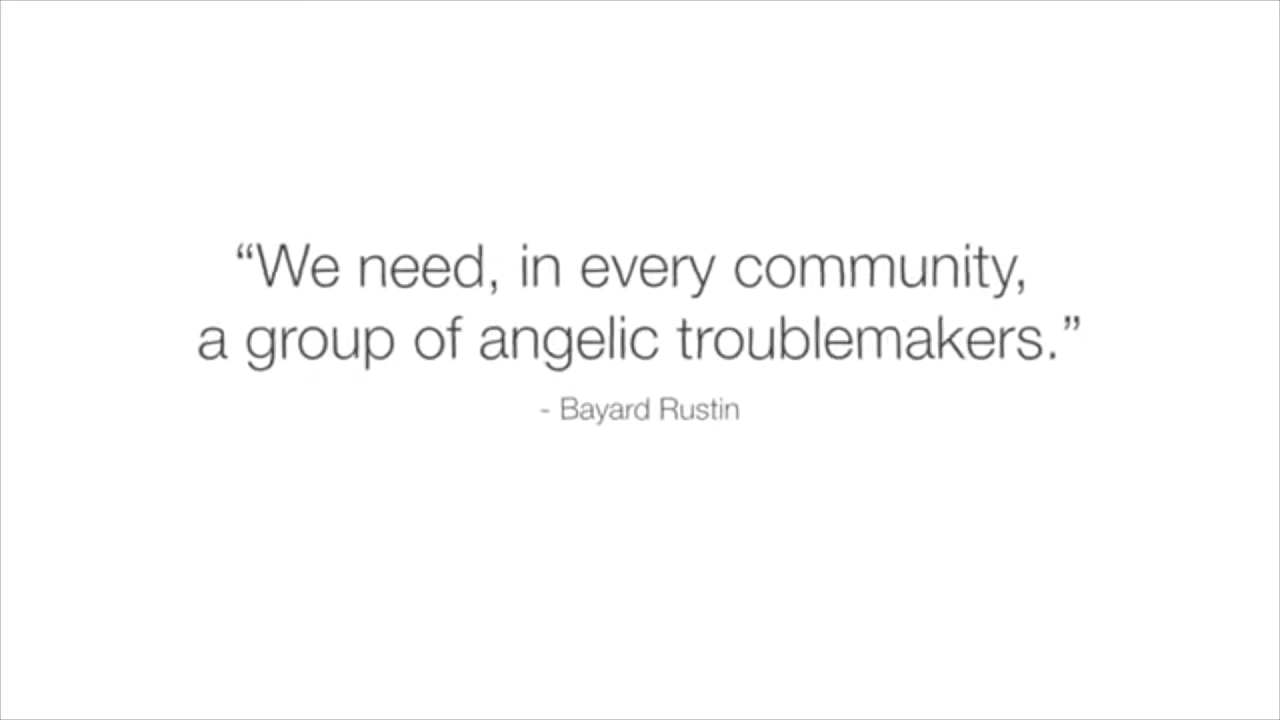 “We need, in every community,
a group of angelic troublemakers.”
- Bayard Rustin